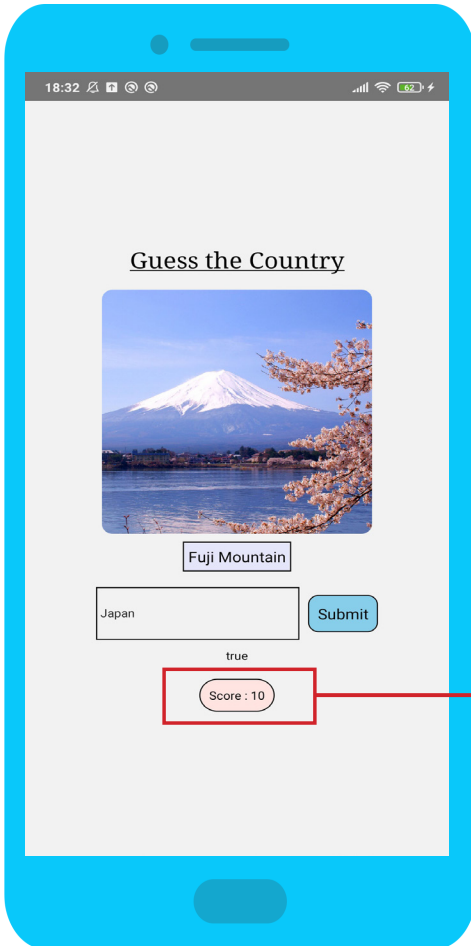 18:32
62
Guess the Country
Fuji Mountain
Japan
Submit
true
Score : 10